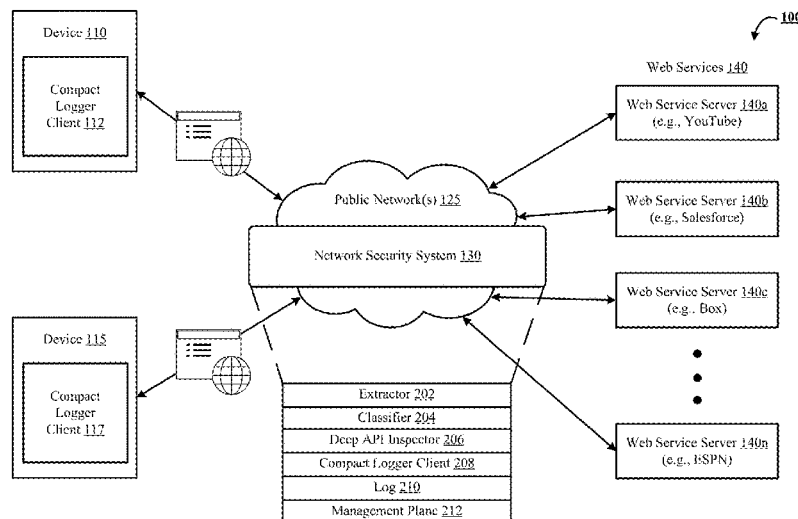 100
Device 110
Compact
Logger
Client 112
Web Services 140
Web Service Server 140a
(e.g., YouTube)
Public Network(s) 125
Web Service Server 140b
(e.g., Salesforce)
Network Security System 130
Web Service Server 140c
(e.g., Box)
Device 115
Compact
Logger
Client 117
Extractor 202
Classifier 204
Deep API Inspector 206
Compact Logger Client 208
Log 210
Management Plane 212
Web Service Server 140n
(e.g., BSPN)